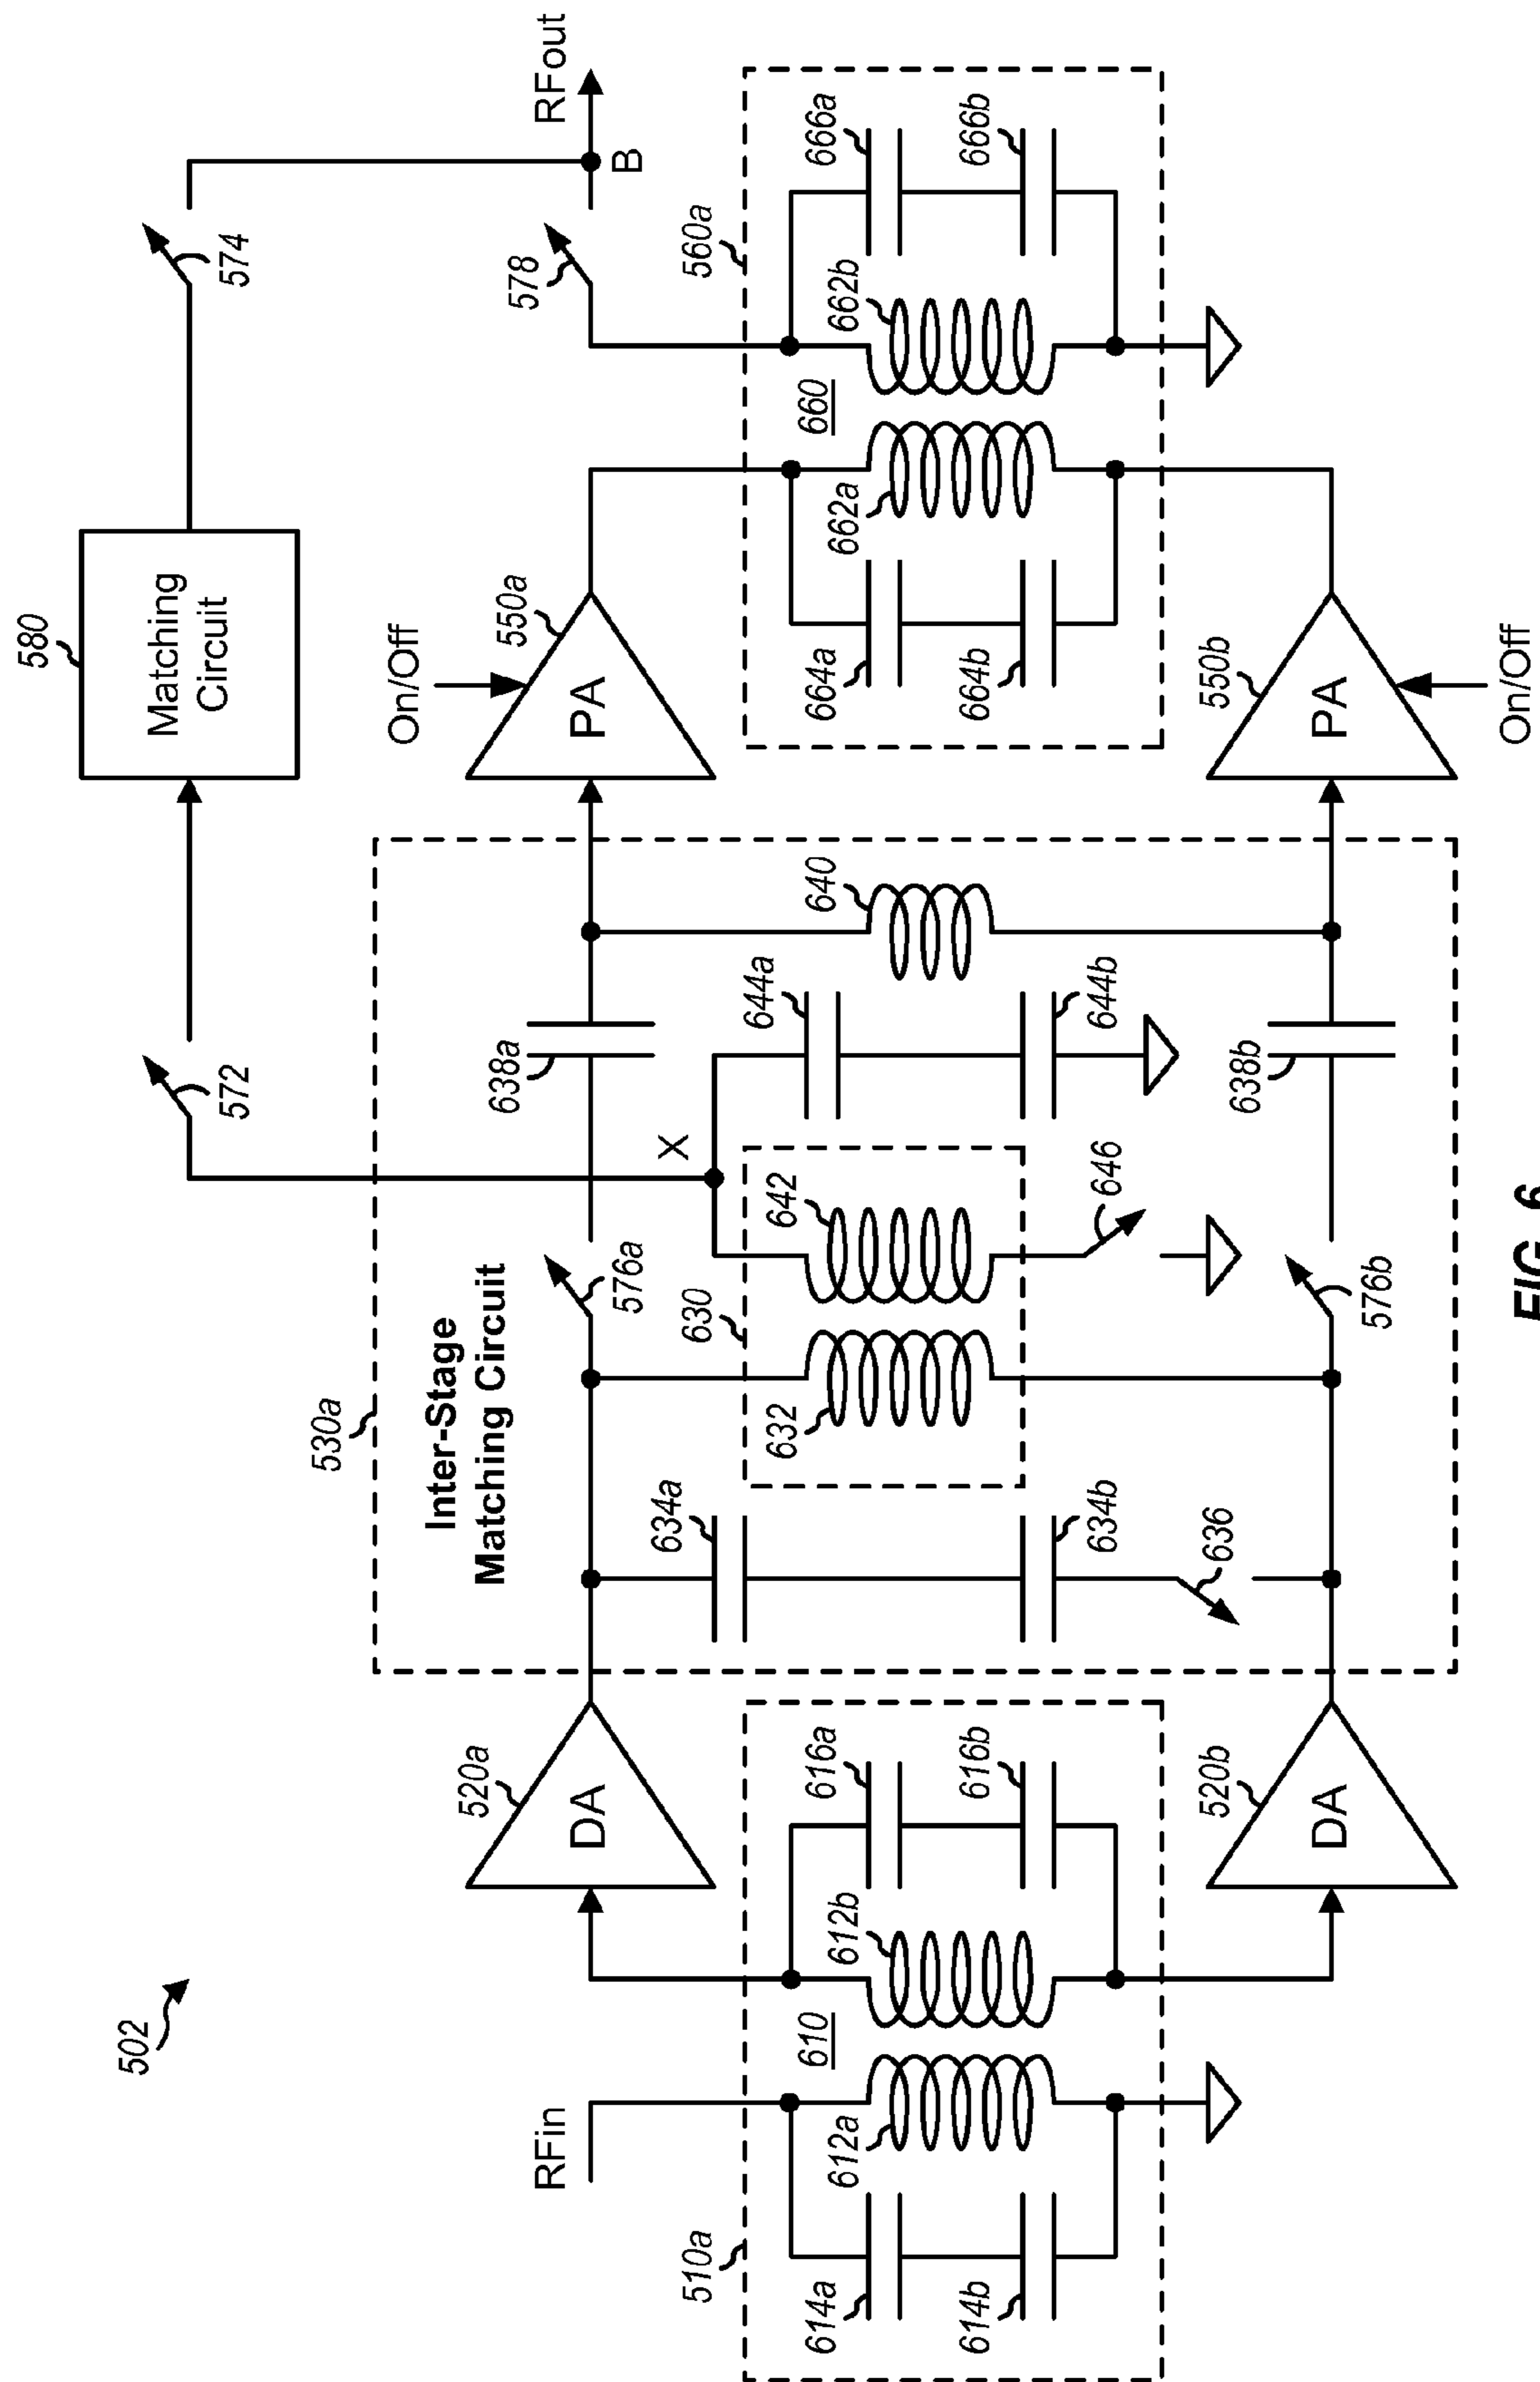 502
580
Matching
Circuit
572
574
RFout
B
578
530a
Inter-Stage
Matching Circuit
On/Off
550a
PA
520a
DA
RFin
510a
614a
614b
612a
610
612b
616a
616b
520b
DA
634a
634b
636
576a
630
632
642
X
646
576b
638a
644a
644b
638b
640
550b
PA
On/Off
560a
664a
664b
662a
660
662b
666a
666b
FIG. 6